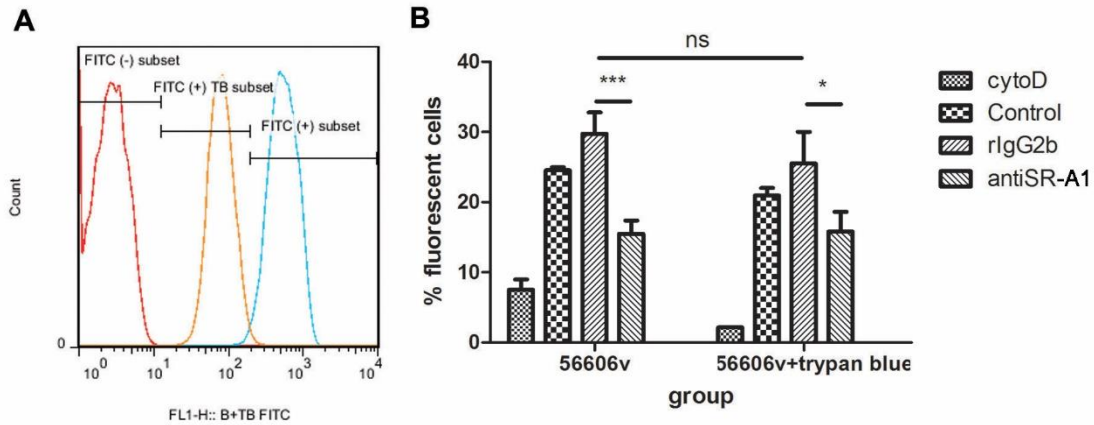 A
FITC (-) subset
FITC (+) TB subset
FITC (+) subset
Count
0
10^0 10^1 10^2 10^3 10^4
FL1-H:: B+TB FITC
B
ns
***
*
40
30
20
10
0
% fluorescent cells
56606v
56606v+trypan blue
group
cytoD
Control
rIgG2b
antiSR-A1